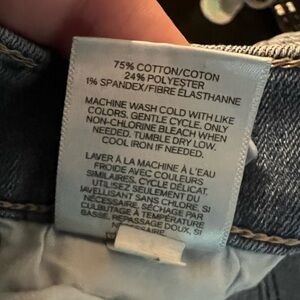 75% COTTON/COTON
24% POLYESTER
1% SPANDEX/FIBRE ÉLASTHANNE
MACHINE WASH COLD WITH LIKE
COLORS. GENTLE CYCLE. ONLY
NON-CHLORINE BLEACH WHEN
NEEDED. TUMBLE DRY LOW.
COOL IRON IF NEEDED.
LAVER À LA MACHINE À L'EAU
FROIDE AVEC COULEURS
SIMILAIRES. CYCLE DÉLICAT.
UTILISEZ SEULEMENT DU
JAVELLISANT SANS CHLORE, SI
NÉCESSAIRE. SÉCHAGE PAR
CULBUTAGE À TEMPÉRATURE
BASSE. REPASSAGE DOUX, SI
NÉCESSAIRE.